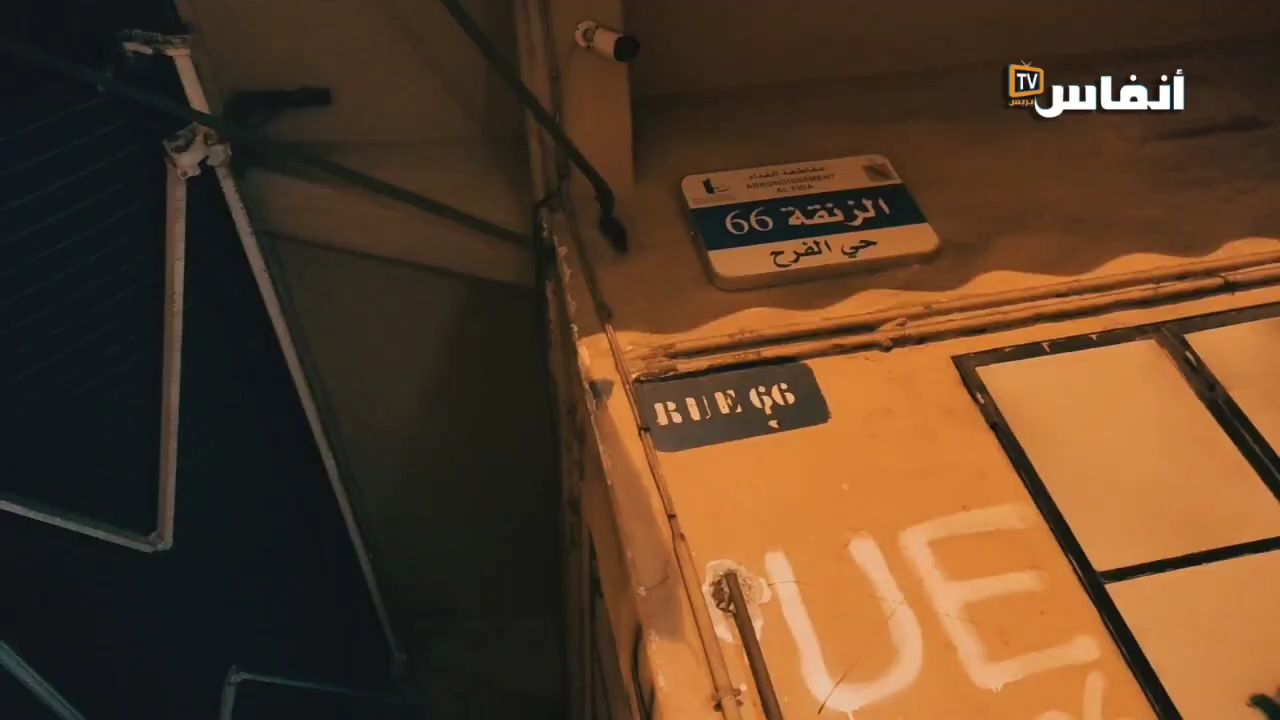 أنفاس
TV
بريس
مقاطعة الفداء
ARRONDISSEMENT
AL FIDA
الزنقة 66
حي الفرح
RUE 66
UE